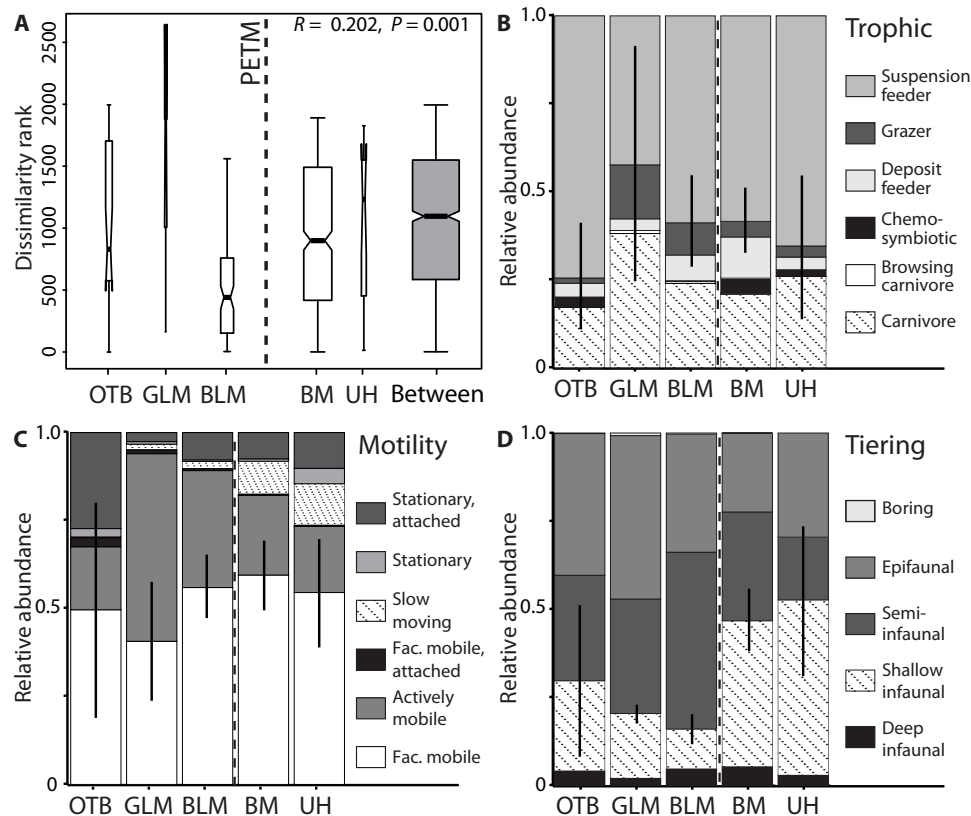 A
R = 0.202, P = 0.001
PETM
Dissimilarity rank
2500
2000
1500
1000
500
0
OTB GLM BLM BM UH Between
B
Trophic
Relative abundance
1.0
0.5
0
Suspension
feeder
Grazer
Deposit
feeder
Chemo-
symbiotic
Browsing
carnivore
Carnivore
OTB GLM BLM BM UH
C
Motility
Relative abundance
1.0
0.5
0
Stationary,
attached
Stationary
Slow
moving
Fac. mobile,
attached
Actively
mobile
Fac. mobile
OTB GLM BLM BM UH
D
Tiering
Relative abundance
1.0
0.5
0
Boring
Epifaunal
Semi-
infaunal
Shallow
infaunal
Deep
infaunal
OTB GLM BLM BM UH